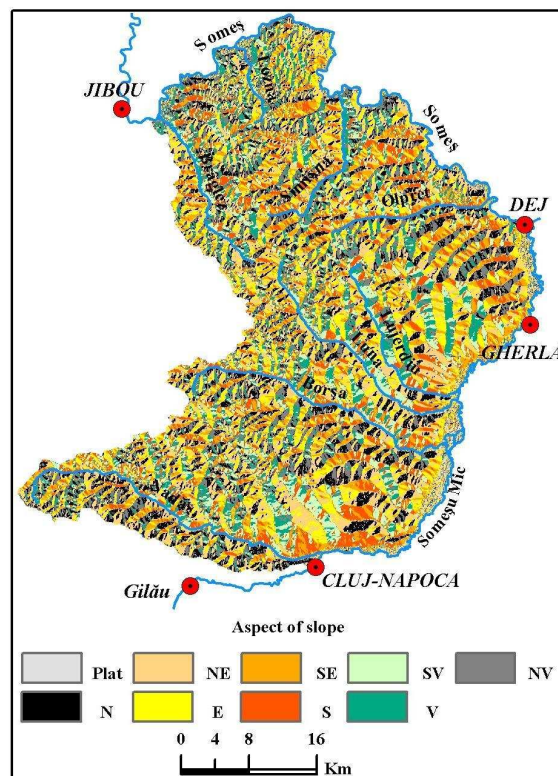 Someș
JIBOU
Someș
Olpret
DEJ
GHERLA
Borșa
Someșu Mic
CLUJ-NAPOCA
Gilău
Aspect of slope
Plat NE SE SV NV
N E S V
0 4 8 16
Km